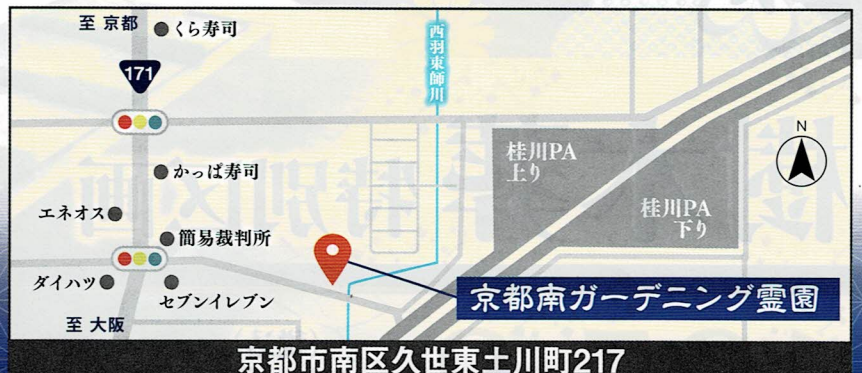 至 京都
くら寿司
171
西羽束師川
かっぱ寿司
エネオス
簡易裁判所
ダイハツ
セブンイレブン
至 大阪
桂川PA
上り
桂川PA
下り
N
京都南ガーデニング霊園
京都市南区久世東土川町217